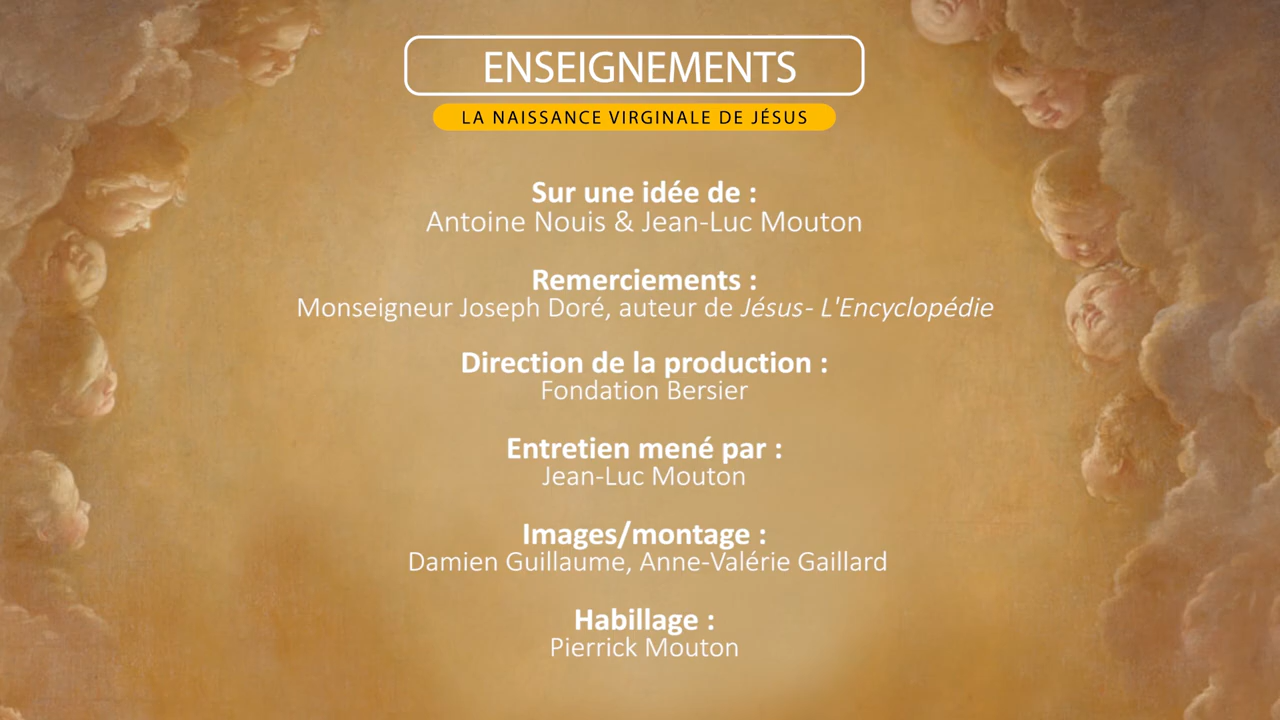 ENSEIGNEMENTS
LA NAISSANCE VIRGINALE DE JÉSUS
Sur une idée de :
Antoine Nouis & Jean-Luc Mouton
Remerciements :
Monseigneur Joseph Doré, auteur de Jésus- L'Encyclopédie
Direction de la production :
Fondation Bersier
Entretien mené par :
Jean-Luc Mouton
Images/montage :
Damien Guillaume, Anne-Valérie Gaillard
Habillage :
Pierrick Mouton